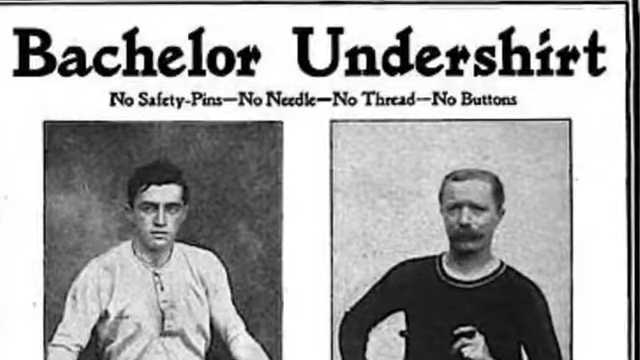 Bachelor Undershirt
No Safety-Pins—No Needle—No Thread—No Buttons